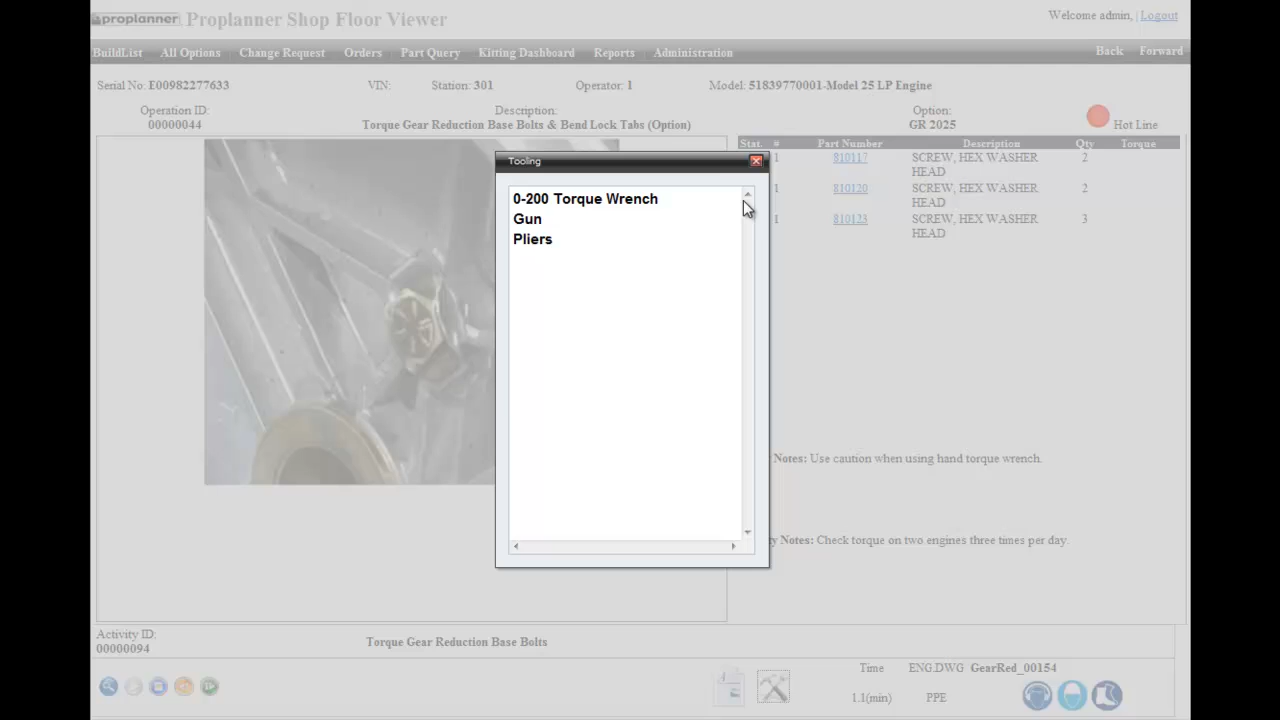 proplanner Proplanner Shop Floor Viewer
Welcome admin, | Logout
BuildList All Options Change Request Orders Part Query Kitting Dashboard Reports Administration Back Forward
Serial No: E00982277633 VIN: Station: 301 Operator: 1 Model: 51839770001-Model 25 LP Engine
Operation ID: Description: Option:
00000044 Torque Gear Reduction Base Bolts & Bend Lock Tabs (Option) GR 2025 Hot Line
Stat. # Part Number Description Qty Torque
1 810117 SCREW, HEX WASHER 2
HEAD
1 810120 SCREW, HEX WASHER 2
HEAD
1 810123 SCREW, HEX WASHER 3
HEAD
Tooling
0-200 Torque Wrench
Gun
Pliers
Notes: Use caution when using hand torque wrench.
Notes: Check torque on two engines three times per day.
Activity ID:
00000094 Torque Gear Reduction Base Bolts
Time ENG.DWG GearRed_00154
1.1(min) PPE